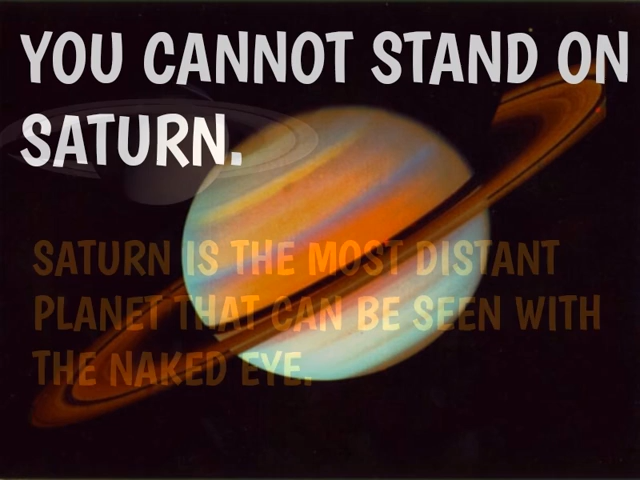 YOU CANNOT STAND ON
SATURN.
SATURN IS THE MOST DISTANT
PLANET THAT CAN BE SEEN WITH
THE NAKED EYE.